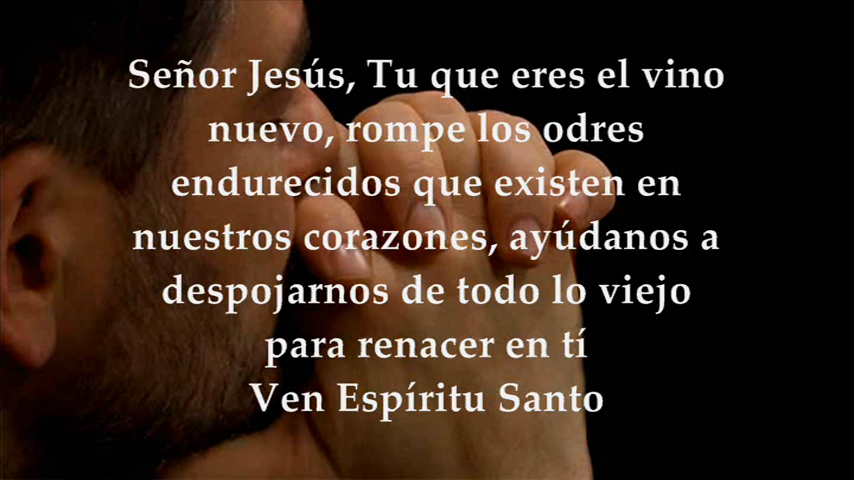 Señor Jesús, Tu que eres el vino
nuevo, rompe los odres
endurecidos que existen en
nuestros corazones, ayúdanos a
despojarnos de todo lo viejo
para renacer en tí
Ven Espíritu Santo